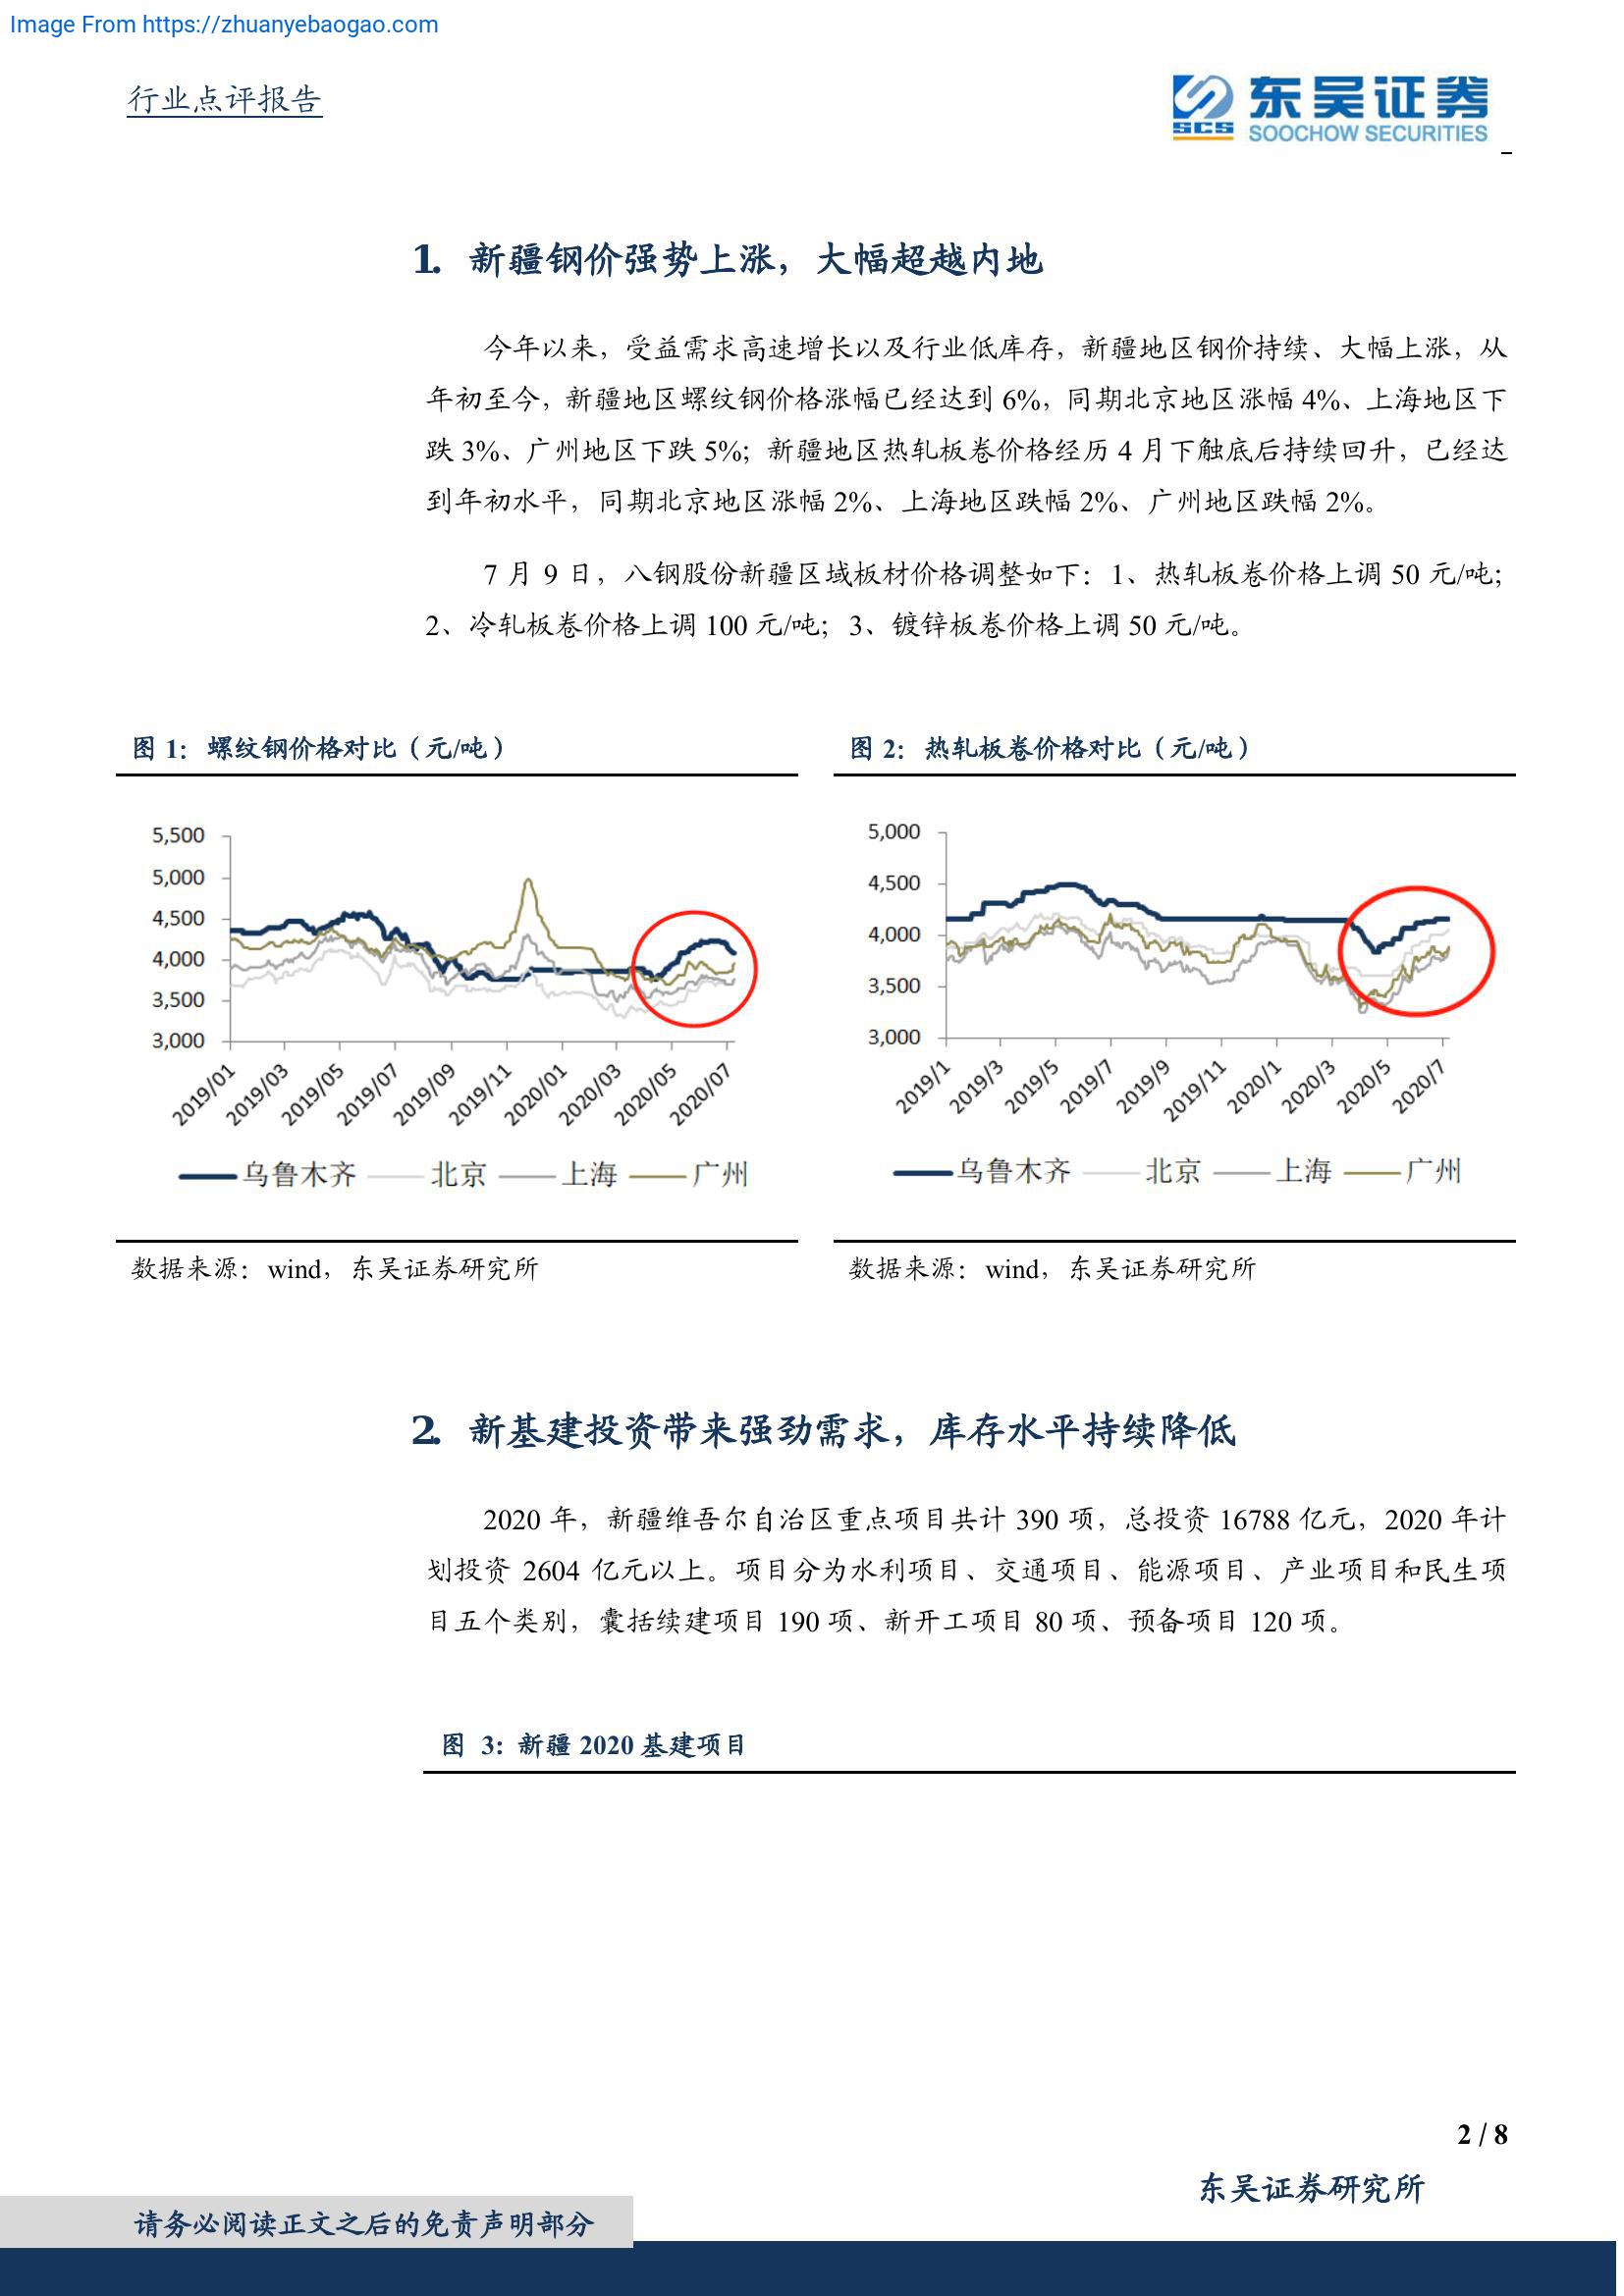 Image From https://zhuanyebaogao.com
行业点评报告
东吴证券
SCS
SOOCHOW SECURITIES
1. 新疆钢价强势上涨，大幅超越内地
今年以来，受益需求高速增长以及行业低库存，新疆地区钢价持续、大幅上涨，从
年初至今，新疆地区螺纹钢价格涨幅已经达到 6%，同期北京地区涨幅 4%、上海地区下
跌 3%、广州地区下跌 5%；新疆地区热轧板卷价格经历 4 月下触底后持续回升，已经达
到年初水平，同期北京地区涨幅 2%、上海地区跌幅 2%、广州地区跌幅 2%。
7 月 9 日，八钢股份新疆区域板材价格调整如下：1、热轧板卷价格上调 50 元/吨；
2、冷轧板卷价格上调 100 元/吨；3、镀锌板卷价格上调 50 元/吨。
图 1：螺纹钢价格对比（元/吨）
5,500
5,000
4,500
4,000
3,500
3,000
2019/01
2019/03
2019/05
2019/07
2019/09
2019/11
2020/01
2020/03
2020/05
2020/07
乌鲁木齐 北京 上海 广州
数据来源：wind，东吴证券研究所
图 2：热轧板卷价格对比（元/吨）
5,000
4,500
4,000
3,500
3,000
2019/1
2019/3
2019/5
2019/7
2019/9
2019/11
2020/1
2020/3
2020/5
2020/7
乌鲁木齐 北京 上海 广州
数据来源：wind，东吴证券研究所
2. 新基建投资带来强劲需求，库存水平持续降低
2020 年，新疆维吾尔自治区重点项目共计 390 项，总投资 16788 亿元，2020 年计
划投资 2604 亿元以上。项目分为水利项目、交通项目、能源项目、产业项目和民生项
目五个类别，囊括续建项目 190 项、新开工项目 80 项、预备项目 120 项。
图 3：新疆 2020 基建项目
2 / 8
东吴证券研究所
请务必阅读正文之后的免责声明部分